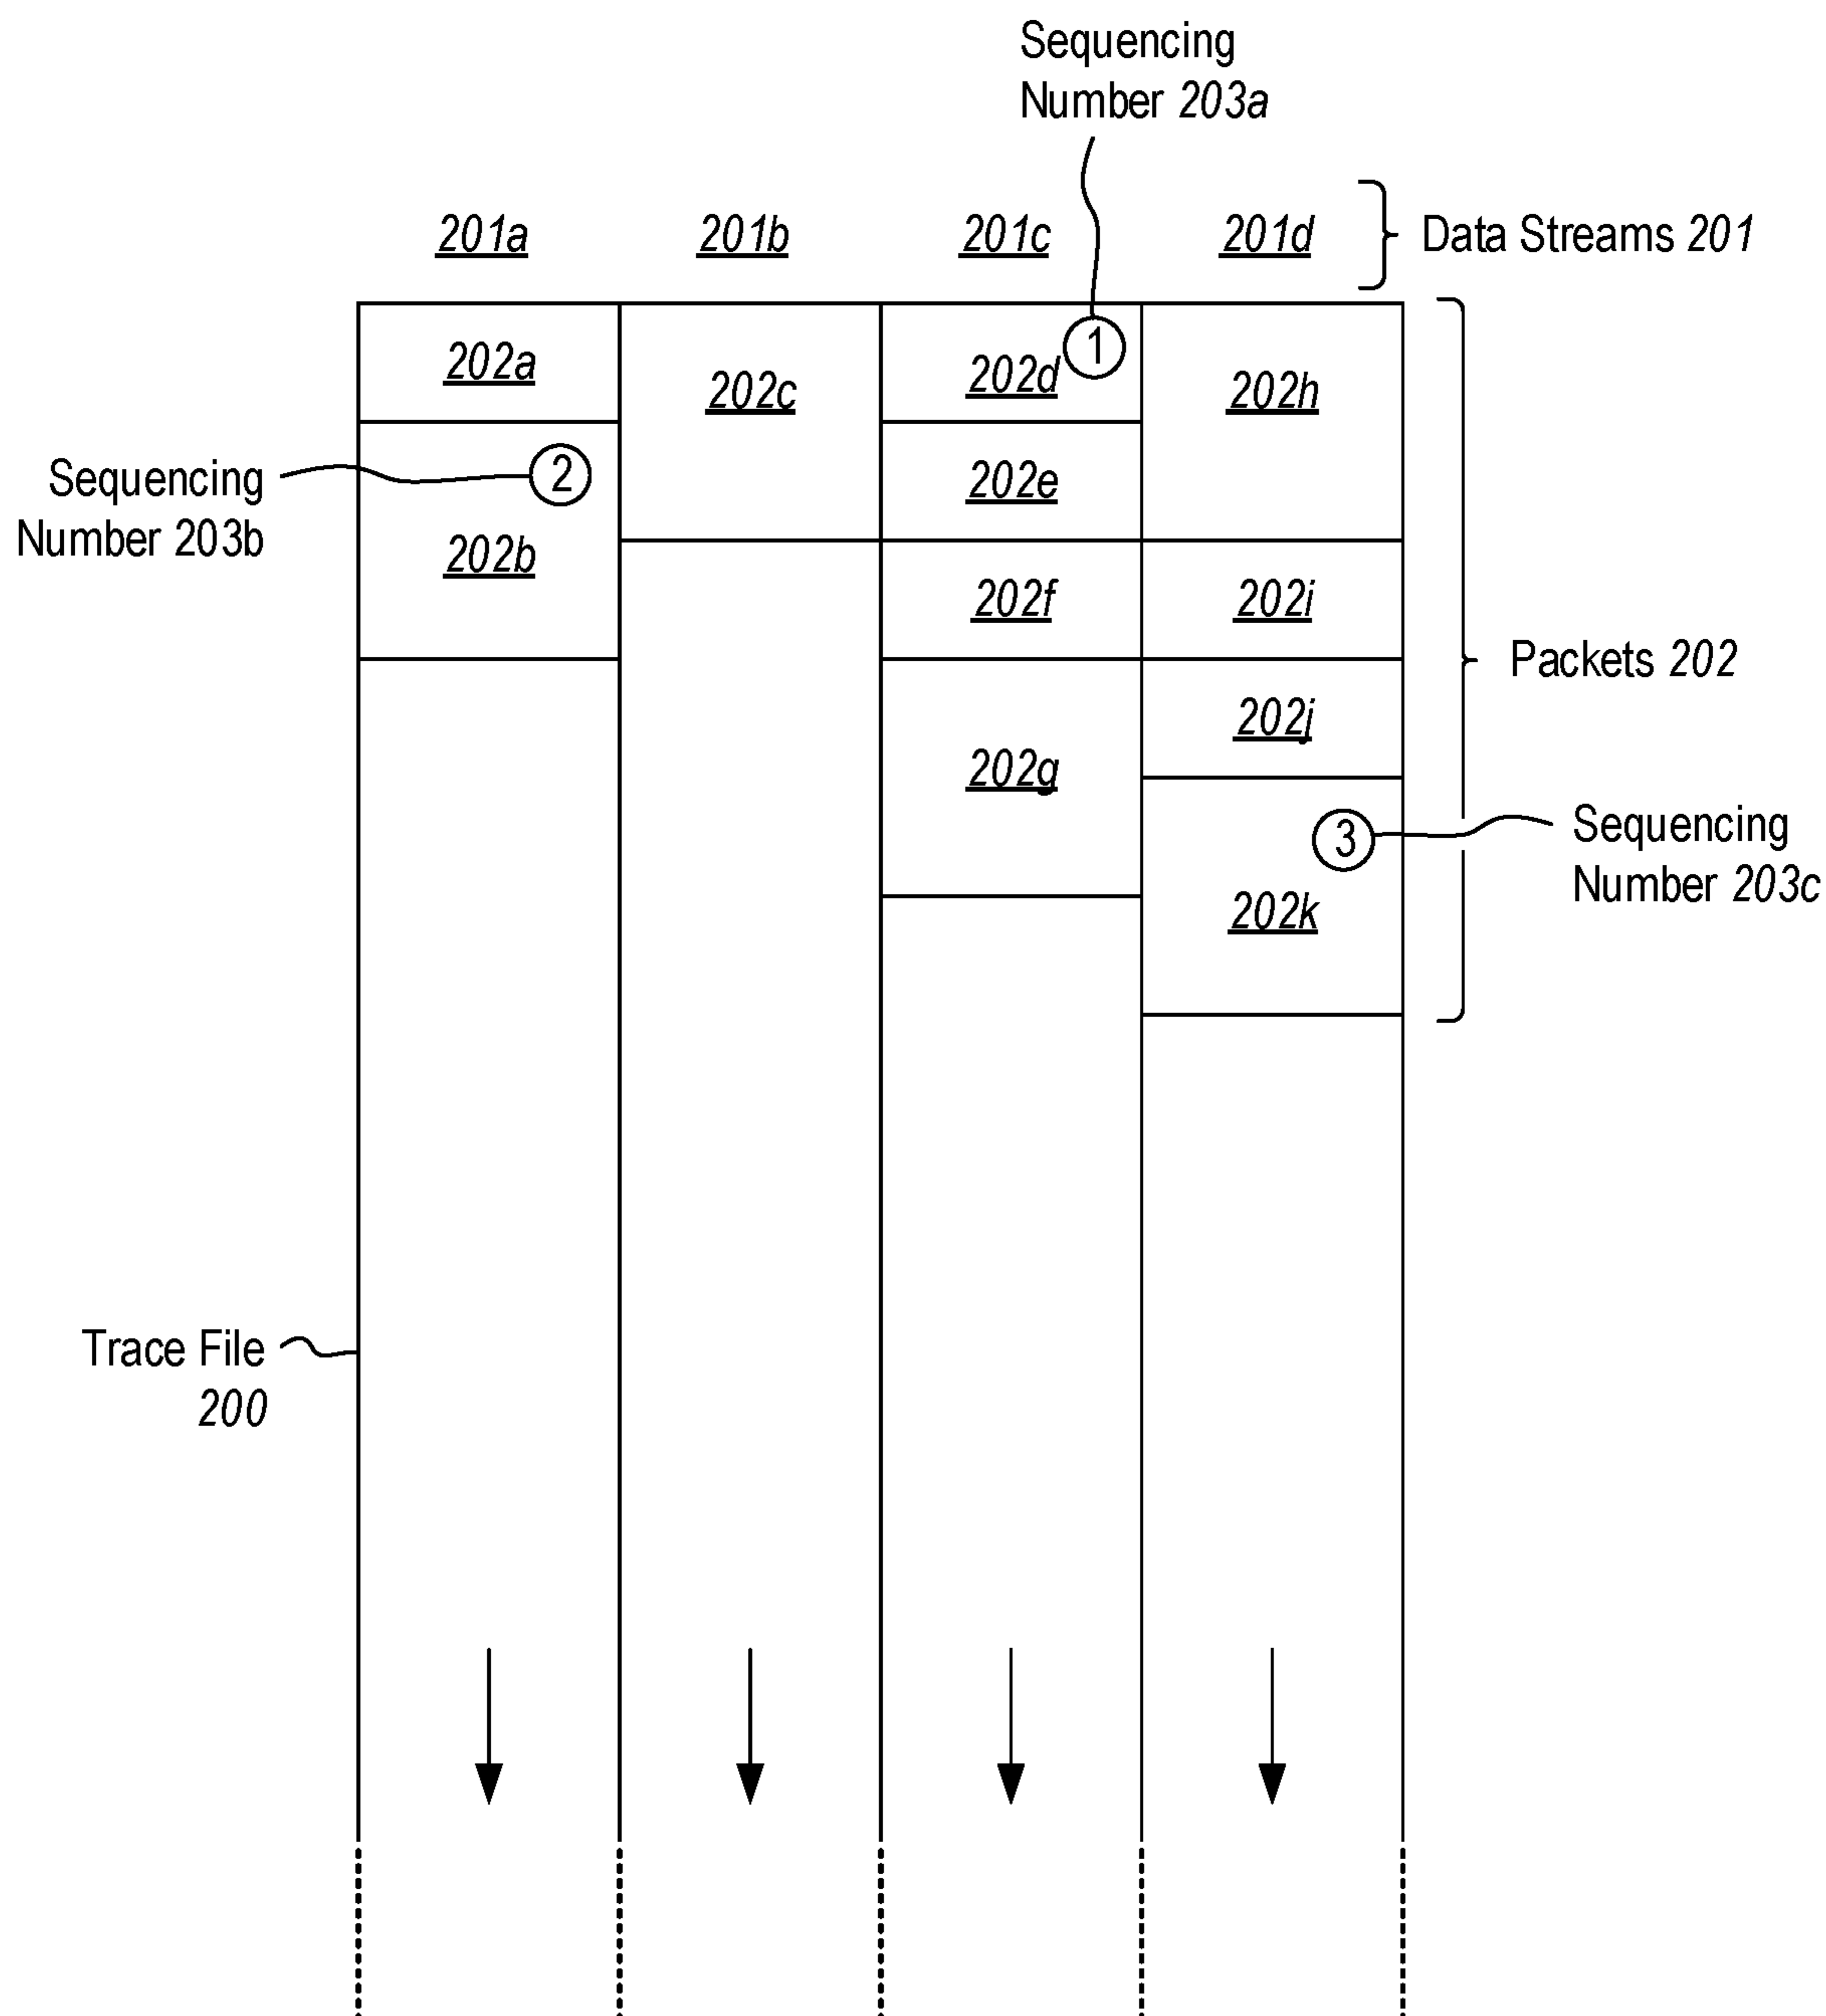 Sequencing
Number 203a
201a 201b 201c 201d Data Streams 201
202a 202c 202d 1 202h
Sequencing
Number 203b
2
202b
202e
202f 202i
Packets 202
202j
202g
3
Sequencing
Number 203c
202k
Trace File
200